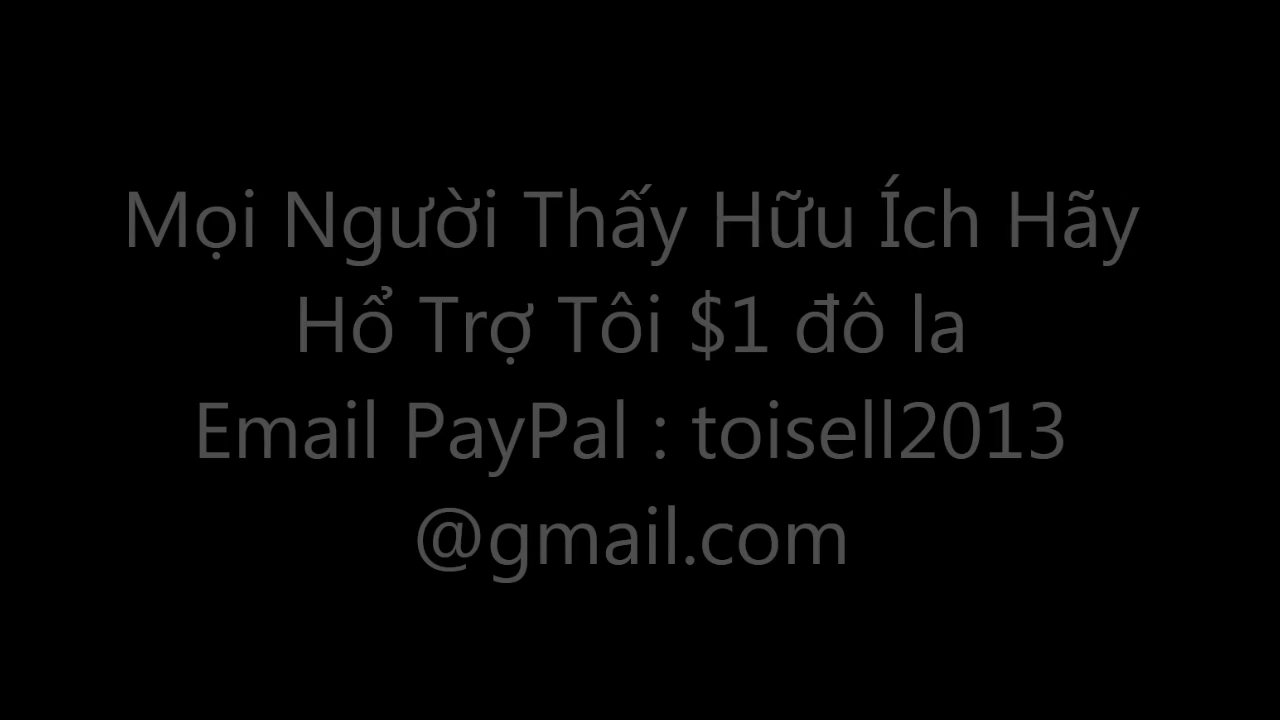 Mọi Người Thấy Hữu Ích Hãy
Hổ Trợ Tôi $1 đô la
Email PayPal : toisell2013
@gmail.com